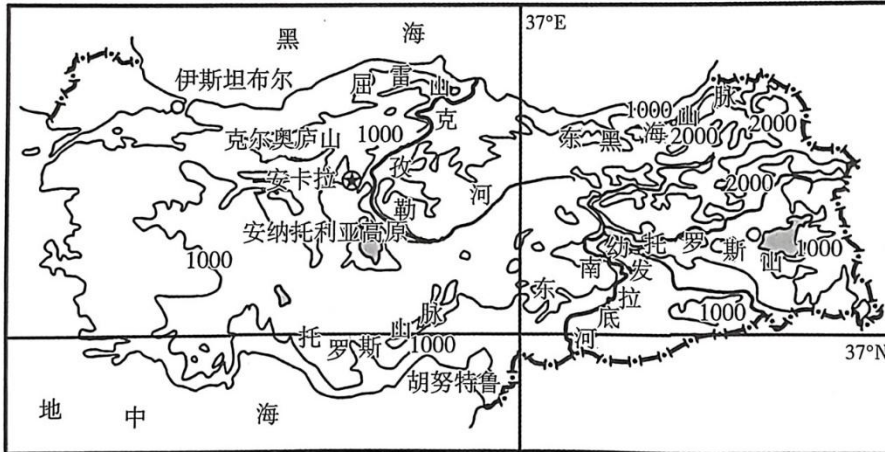 黑海
37°E
伊斯坦布尔
屈雷山
1000
东黑海山脉
2000
2000
克尔奥庐山
1000
克孜勒河
安卡拉
2000
安纳托利亚高原
1000
东南托罗斯山
1000
幼发拉底河
1000
托罗斯山脉
1000
37°N
胡努特鲁
地中海